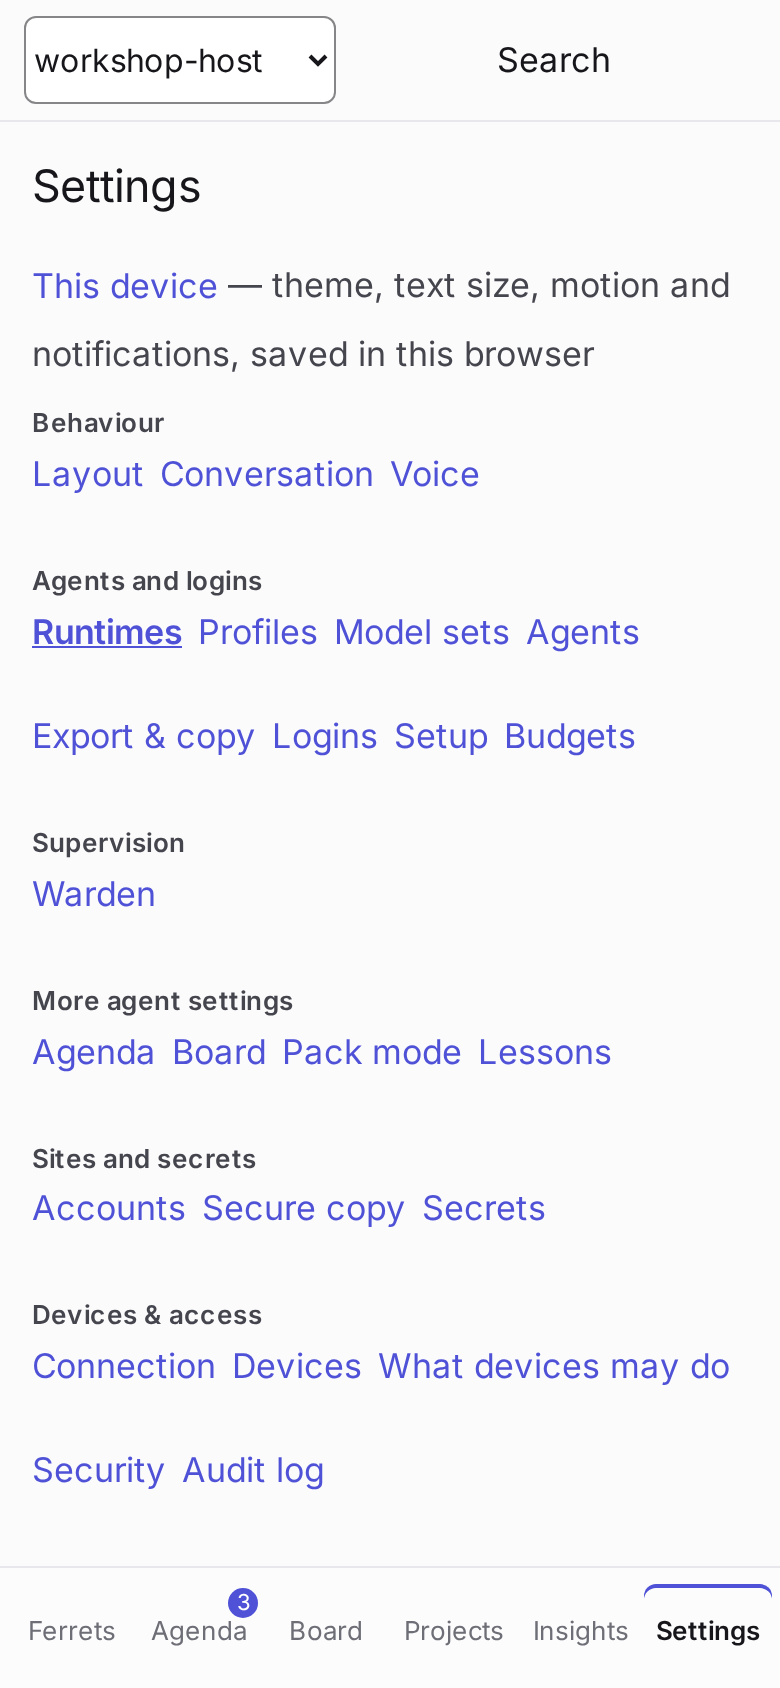 workshop-host
Search
Settings
This device — theme, text size, motion and
notifications, saved in this browser
Behaviour
Layout Conversation Voice
Agents and logins
Runtimes Profiles Model sets Agents
Export & copy Logins Setup Budgets
Supervision
Warden
More agent settings
Agenda Board Pack mode Lessons
Sites and secrets
Accounts Secure copy Secrets
Devices & access
Connection Devices What devices may do
Security Audit log
3
Ferrets Agenda Board Projects Insights Settings